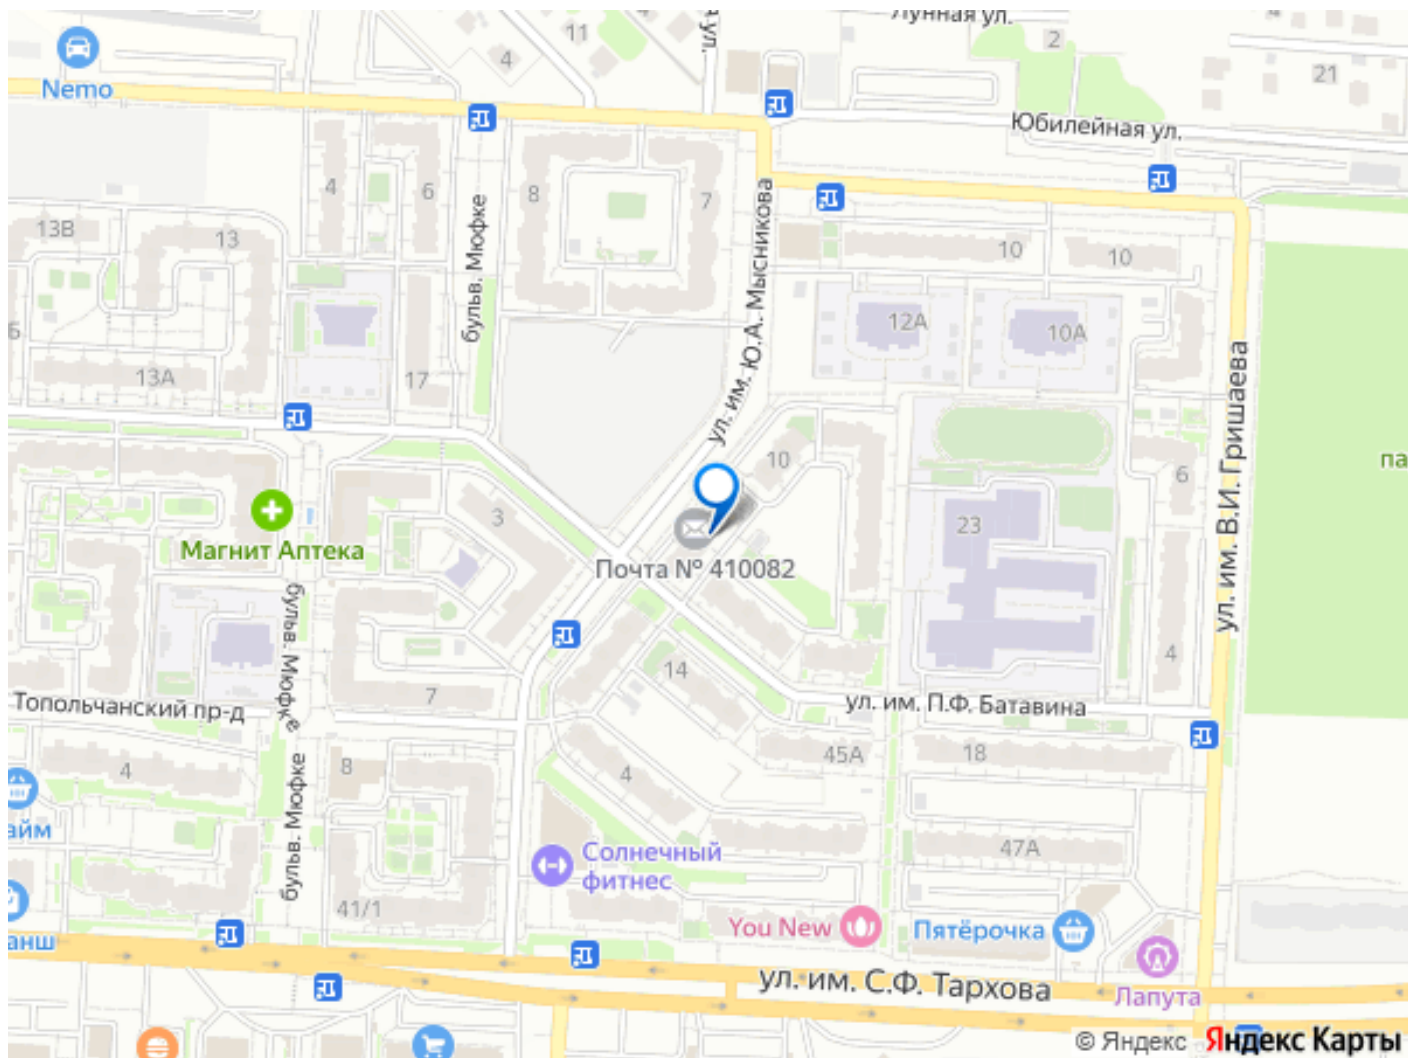 Лунная ул.
11
2
4
21
Nemo
Юбилейная ул.
4
6
8
7
13В
13
10
10
бульв. Мюфке
ул. им. Ю.А. Мысникова
12А
10А
13А
17
ул. им. В.И. Гришаева
па
10
6
3
23
Магнит Аптека
Почта № 410082
бульв. Мюфке
14
4
7
Топольчанский пр-д
ул. им. П.Ф. Батавина
45А
18
4
8
4
бульв. Мюфке
айм
47А
Солнечный
фитнес
41/1
You New
Пятёрочка
анш
ул. им. С.Ф. Тархова
Лапута
© Яндекс Яндекс Карты